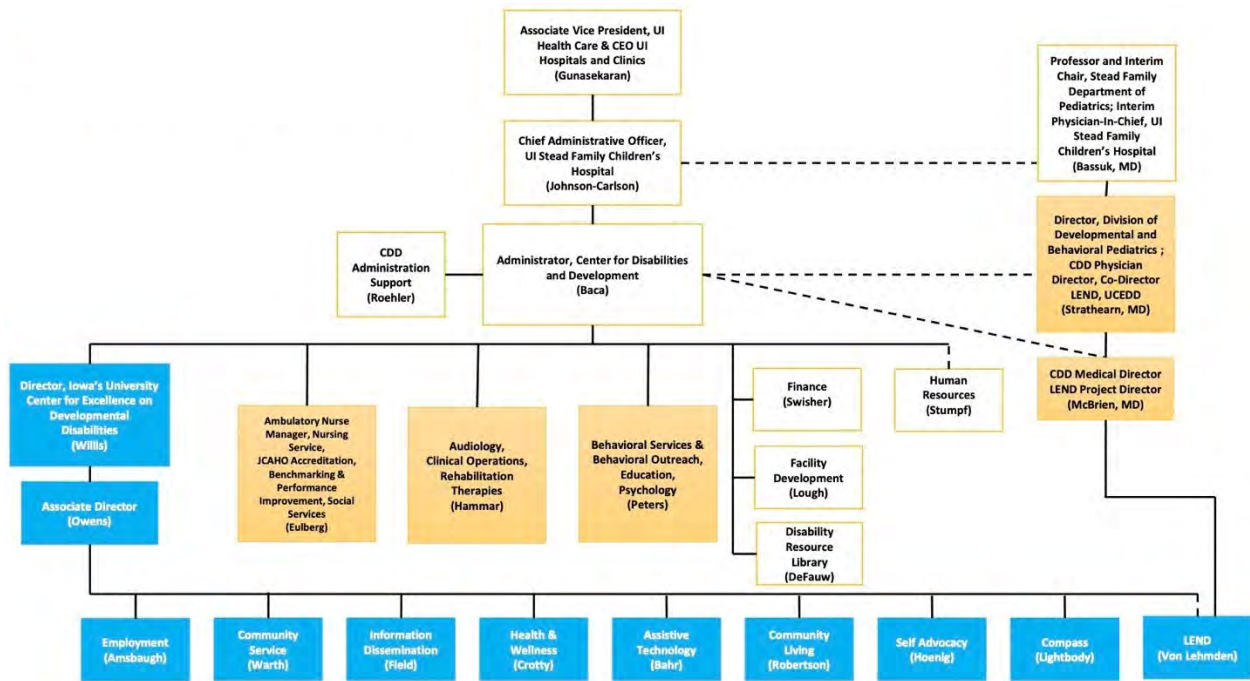 Associate Vice President, UI
Health Care & CEO UI
Hospitals and Clinics
(Gunasekaran)
Professor and Interim
Chair, Stead Family
Department of
Pediatrics; Interim
Physician-In-Chief, UI
Stead Family
Children's Hospital
(Bassuk, MD)
Chief Administrative Officer,
UI Stead Family Children's
Hospital
(Johnson-Carlson)
Director, Division of
Developmental and
Behavioral Pediatrics ;
CDD Physician
Director, Co-Director
LEND, UCEDD
(Strathearn, MD)
CDD
Administration
Support
(Roehler)
Administrator, Center for Disabilities
and Development
(Baca)
Director, Iowa's University
Center for Excellence on
Developmental
Disabilities
(Willis)
Ambulatory Nurse
Manager, Nursing
Service,
JCAHO Accreditation,
Benchmarking &
Performance
Improvement, Social
Services
(Eulberg)
Audiology,
Clinical Operations,
Rehabilitation
Therapies
(Hammar)
Behavioral Services &
Behavioral Outreach,
Education,
Psychology
(Peters)
Finance
(Swisher)
Human
Resources
(Stumpf)
CDD Medical Director
LEND Project Director
(McBrien, MD)
Facility
Development
(Lough)
Associate Director
(Owens)
Disability
Resource
Library
(DeFauw)
Employment
(Amsbaugh)
Community
Service
(Warth)
Information
Dissemination
(Field)
Health &
Wellness
(Crotty)
Assistive
Technology
(Bahr)
Community
Living
(Robertson)
Self Advocacy
(Hoenig)
Compass
(Lightbody)
LEND
(Von Lehmden)